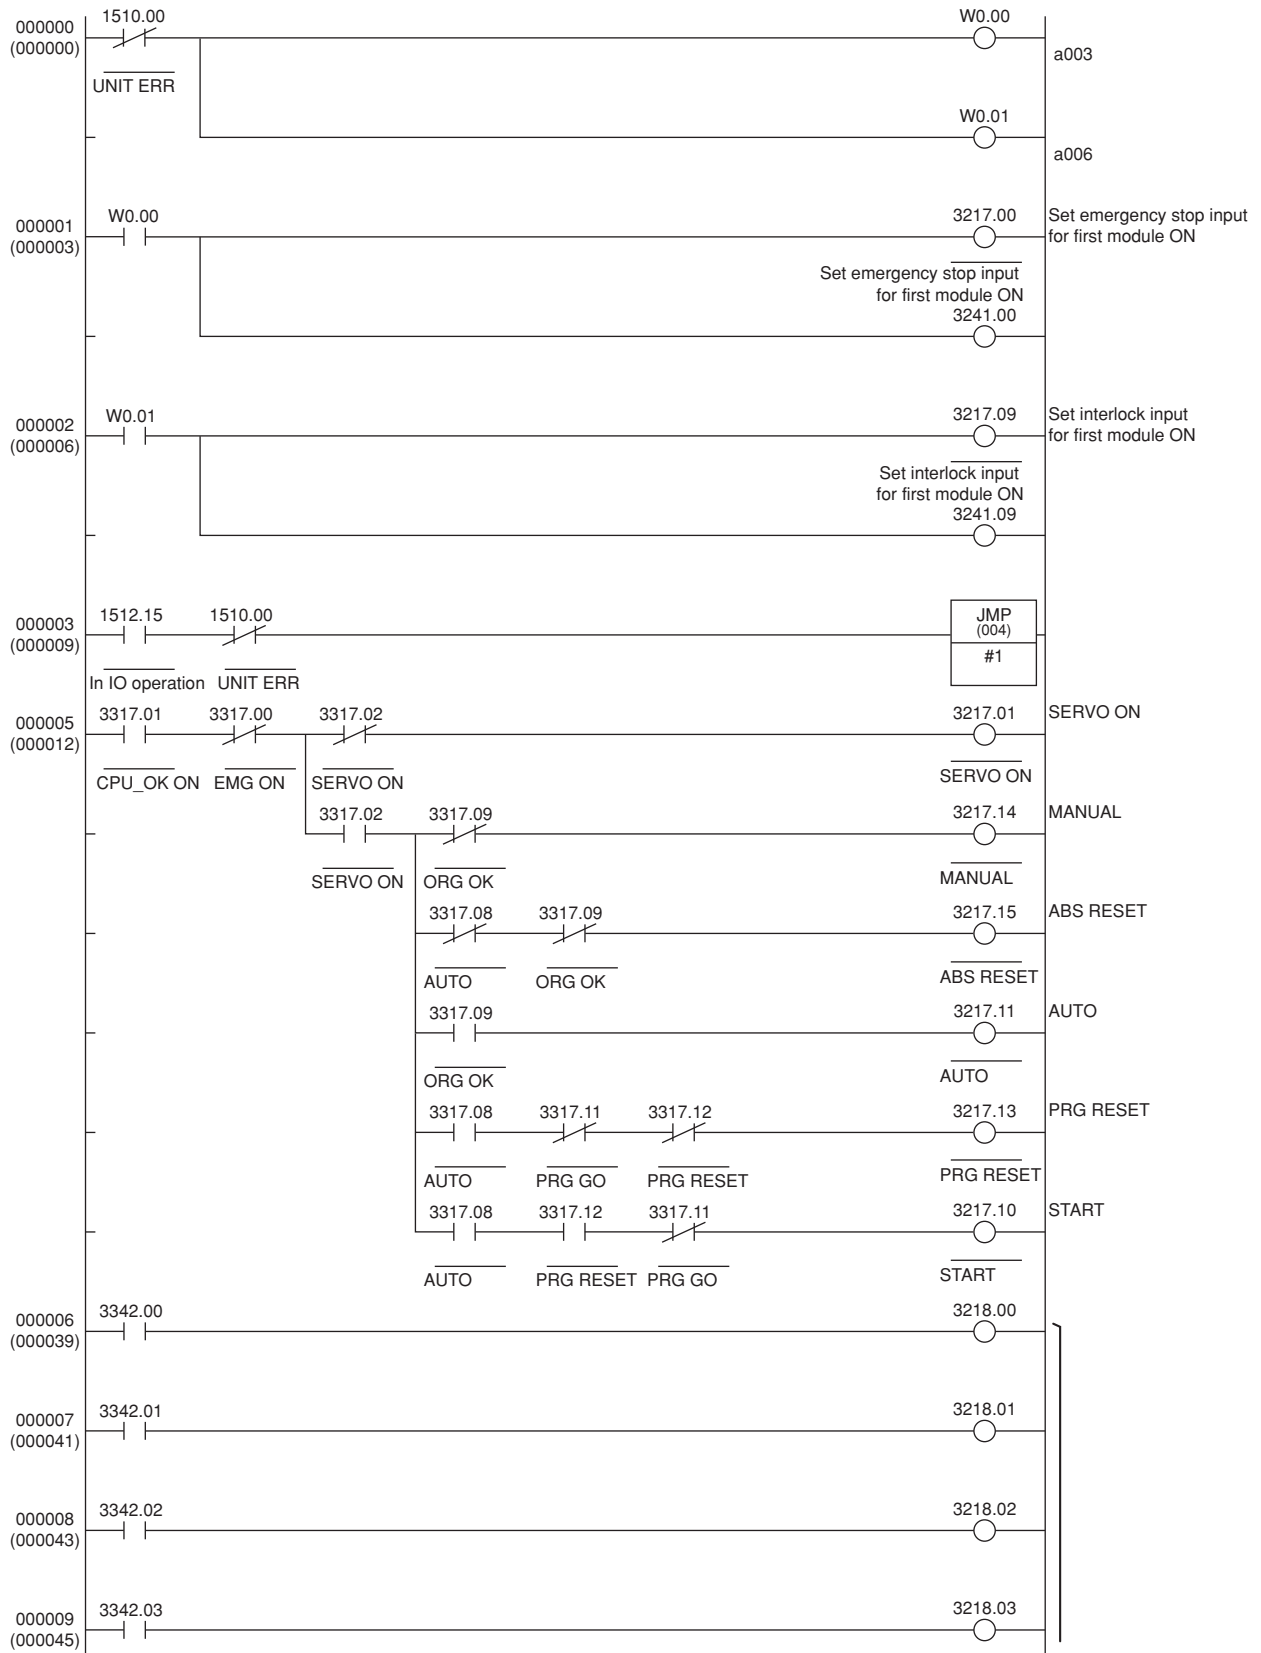 1510.00 W0.00
000000
(000000)
a003
UNIT ERR
W0.01
a006
W0.00 3217.00 Set emergency stop input
000001 for first module ON
(000003)
Set emergency stop input
for first module ON
3241.00
W0.01 3217.09 Set interlock input
000002 for first module ON
(000006)
Set interlock input
for first module ON
3241.09
1512.15 1510.00 JMP
000003 (004)
(000009)
#1
In IO operation UNIT ERR
3317.01 3317.00 3317.02 3217.01 SERVO ON
000005
(000012)
CPU_OK ON EMG ON SERVO ON SERVO ON
3317.02 3317.09 3217.14 MANUAL
SERVO ON ORG OK MANUAL
3317.08 3317.09 3217.15 ABS RESET
AUTO ORG OK ABS RESET
3317.09 3217.11 AUTO
ORG OK AUTO
3317.08 3317.11 3317.12 3217.13 PRG RESET
AUTO PRG GO PRG RESET PRG RESET
3317.08 3317.12 3317.11 3217.10 START
AUTO PRG RESET PRG GO START
3342.00 3218.00
000006
(000039)
3342.01 3218.01
000007
(000041)
3342.02 3218.02
000008
(000043)
3342.03 3218.03
000009
(000045)